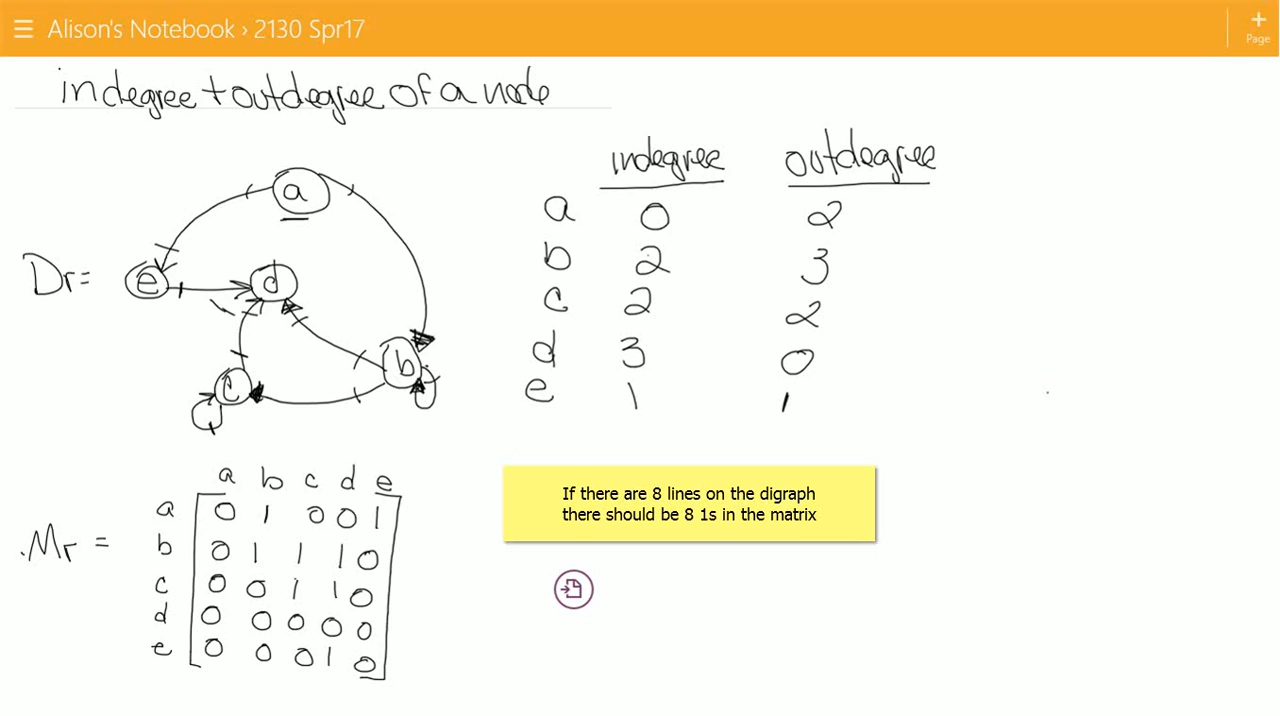 Alison's Notebook › 2130 Spr17
Page
indegree + outdegree of a node
indegree outdegree
a 0 2
b 2 3
c 2 2
d 3 0
e 1 1
Dr=
a
e
d
b
c
a b c d e
a 0 1 0 0 1
Mr =
b 0 1 1 1 0
c 0 0 1 1 0
d 0 0 0 0 0
e 0 0 0 1 0
If there are 8 lines on the digraph
there should be 8 1s in the matrix